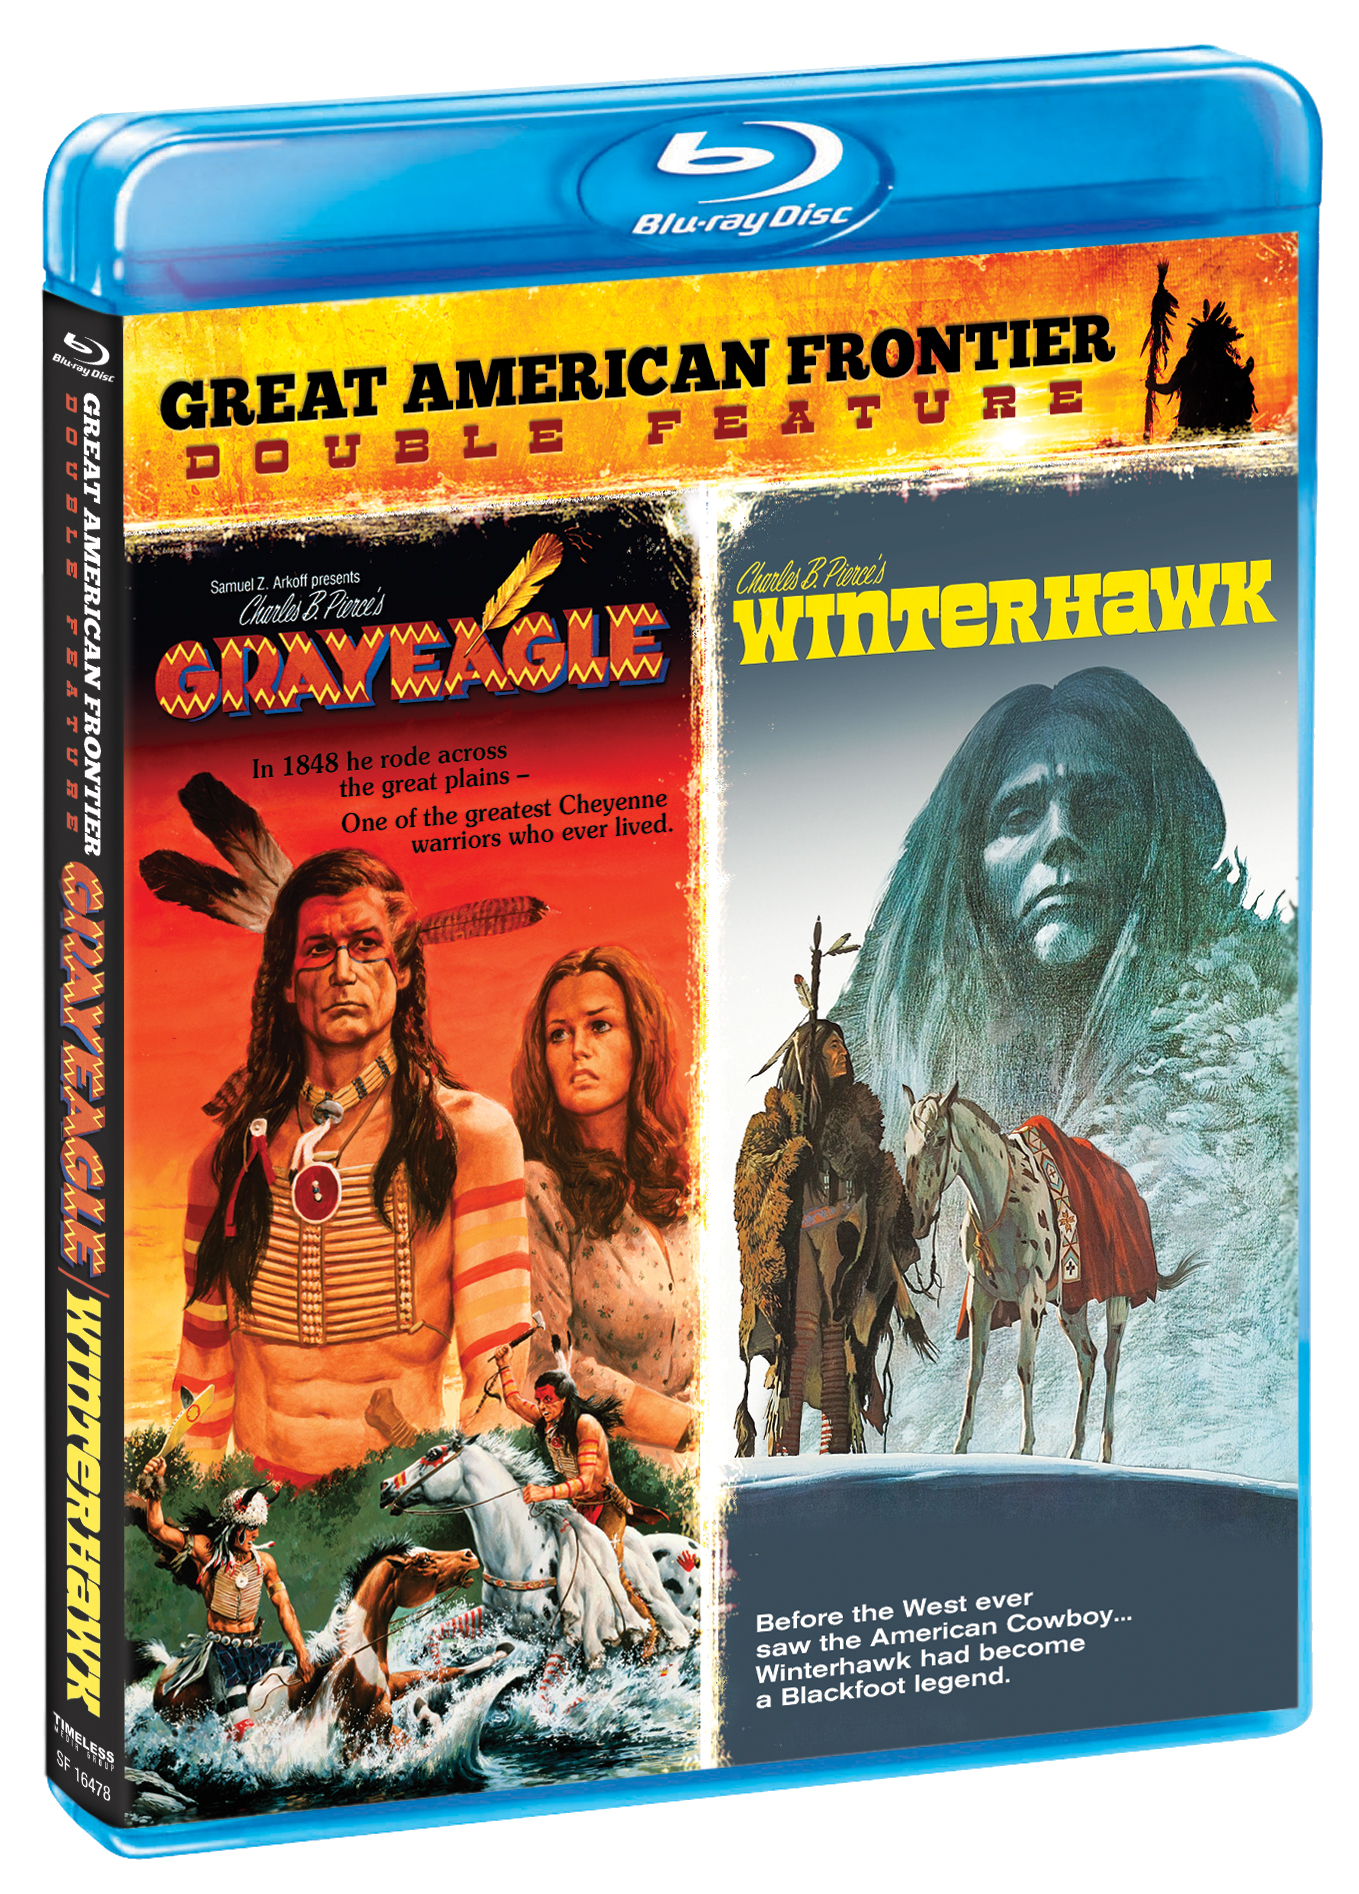 Blu-ray Disc
GREAT AMERICAN FRONTIER
DOUBLE FEATURE
Samuel Z. Arkoff presents
Charles B. Pierce's
GRAYEAGLE
In 1848 he rode across
the great plains –
One of the greatest Cheyenne
warriors who ever lived.
Charles B. Pierce's
WINTERHAWK
Before the West ever
saw the American Cowboy...
Winterhawk had become
a Blackfoot legend.
Blu-ray Disc
GREAT AMERICAN FRONTIER
DOUBLE FEATURE
GRAYEAGLE / WINTERHAWK
TIMELESS
MEDIA GROUP
SF 16478